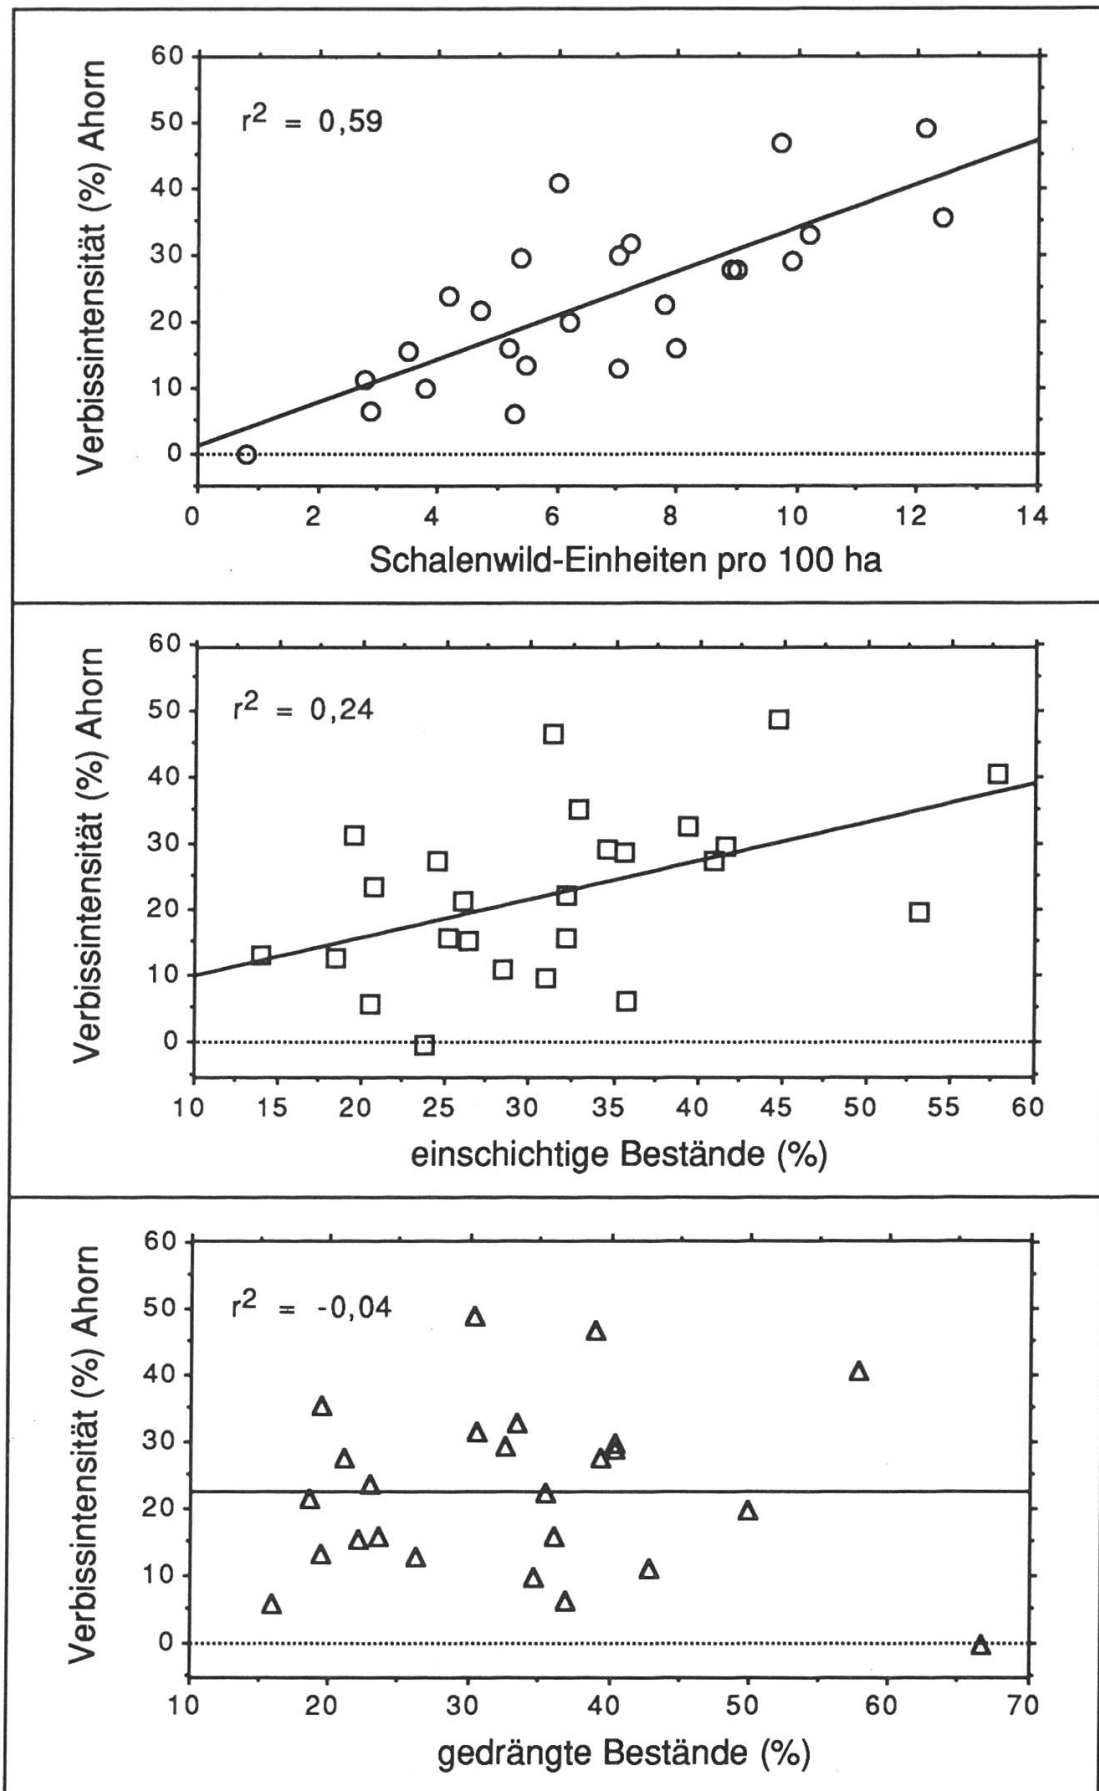 60
50
40
30
20
10
0
Verbissintensität (%) Ahorn
r² = 0,59
0 2 4 6 8 10 12 14
Schalenwild-Einheiten pro 100 ha
60
50
40
30
20
10
0
Verbissintensität (%) Ahorn
r² = 0,24
10 15 20 25 30 35 40 45 50 55 60
einschichtige Bestände (%)
60
50
40
30
20
10
0
Verbissintensität (%) Ahorn
r² = -0,04
10 20 30 40 50 60 70
gedrängte Bestände (%)